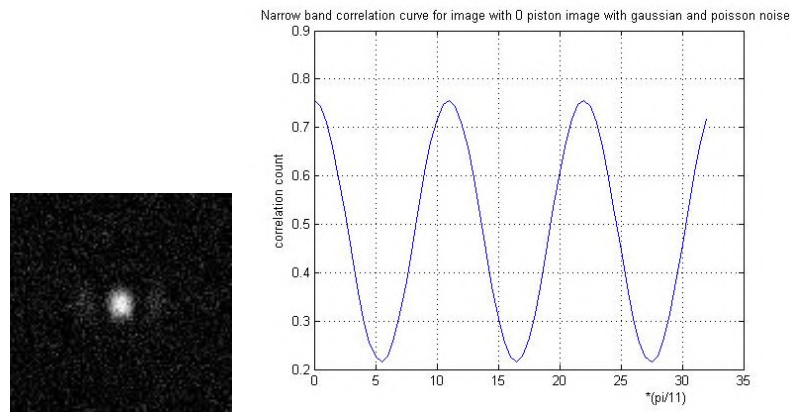 Narrow band correlation curve for image with 0 piston image with gaussian and poisson noise
0.9
0.8
0.7
0.6
0.5
0.4
0.3
0.2
correlation count
0 5 10 15 20 25 30 35
*(pi/11)